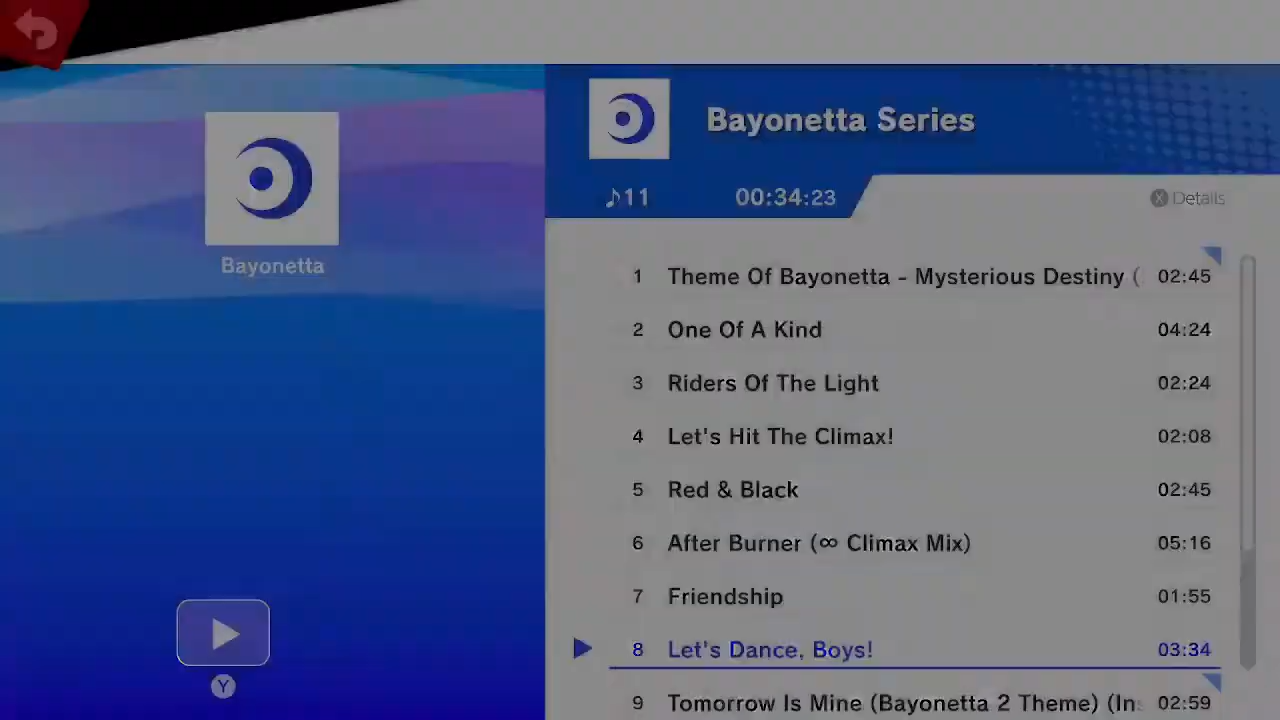 Bayonetta Series
♪11 00:34:23
X Details
Bayonetta
1 Theme Of Bayonetta - Mysterious Destiny ( 02:45
2 One Of A Kind 04:24
3 Riders Of The Light 02:24
4 Let's Hit The Climax! 02:08
5 Red & Black 02:45
6 After Burner (∞ Climax Mix) 05:16
7 Friendship 01:55
8 Let's Dance, Boys! 03:34
9 Tomorrow Is Mine (Bayonetta 2 Theme) (In 02:59
Y